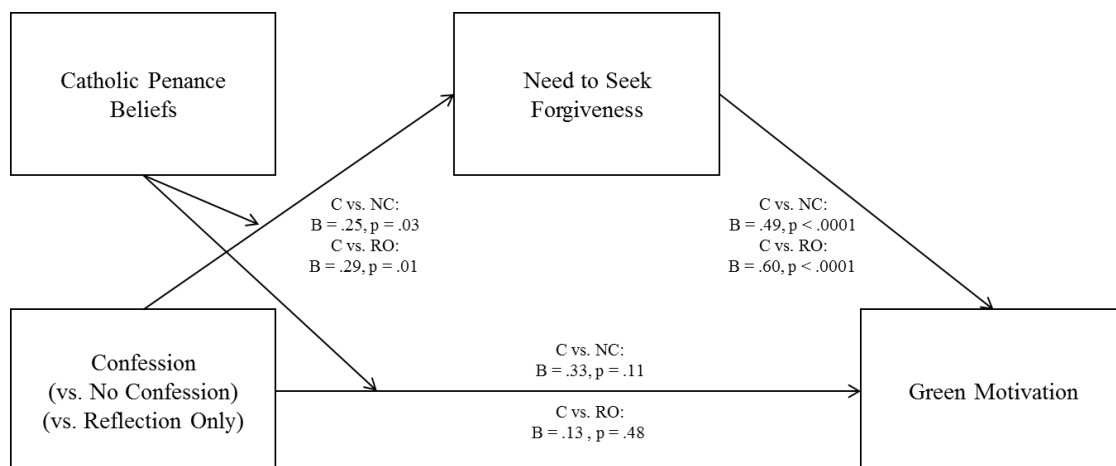 Catholic Penance
Beliefs
Need to Seek
Forgiveness
C vs. NC:
B = .25, p = .03
C vs. RO:
B = .29, p = .01
C vs. NC:
B = .49, p < .0001
C vs. RO:
B = .60, p < .0001
Confession
(vs. No Confession)
(vs. Reflection Only)
C vs. NC:
B = .33, p = .11
C vs. RO:
B = .13 , p = .48
Green Motivation